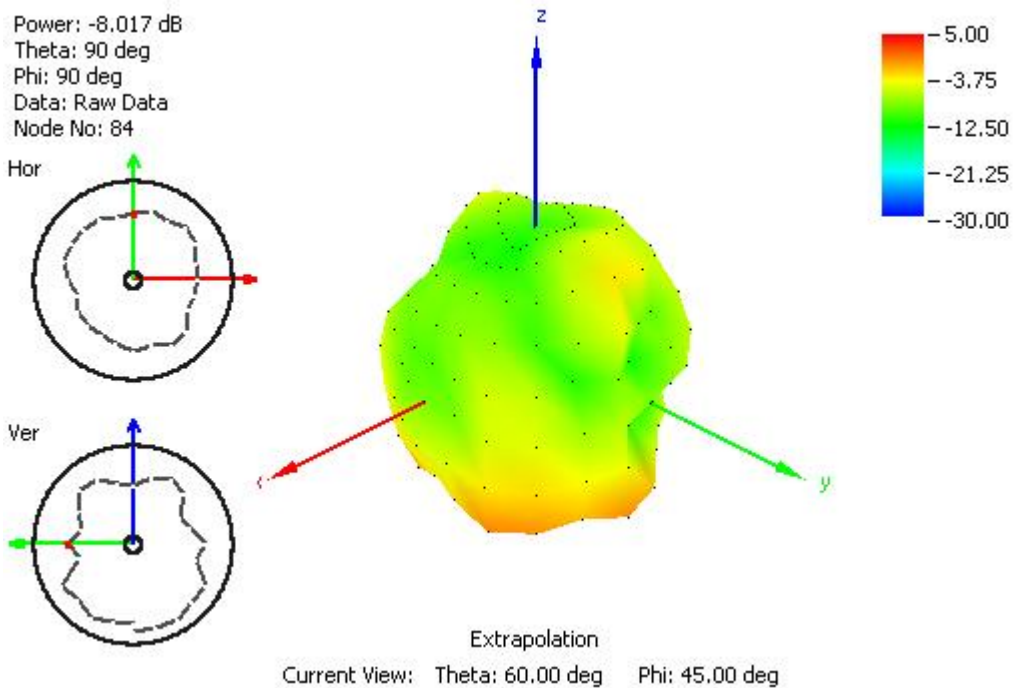 Power: -8.017 dB
Theta: 90 deg
Phi: 90 deg
Data: Raw Data
Node No: 84
Hor
Ver
z
y
5.00
-3.75
-12.50
-21.25
-30.00
Extrapolation
Current View: Theta: 60.00 deg Phi: 45.00 deg